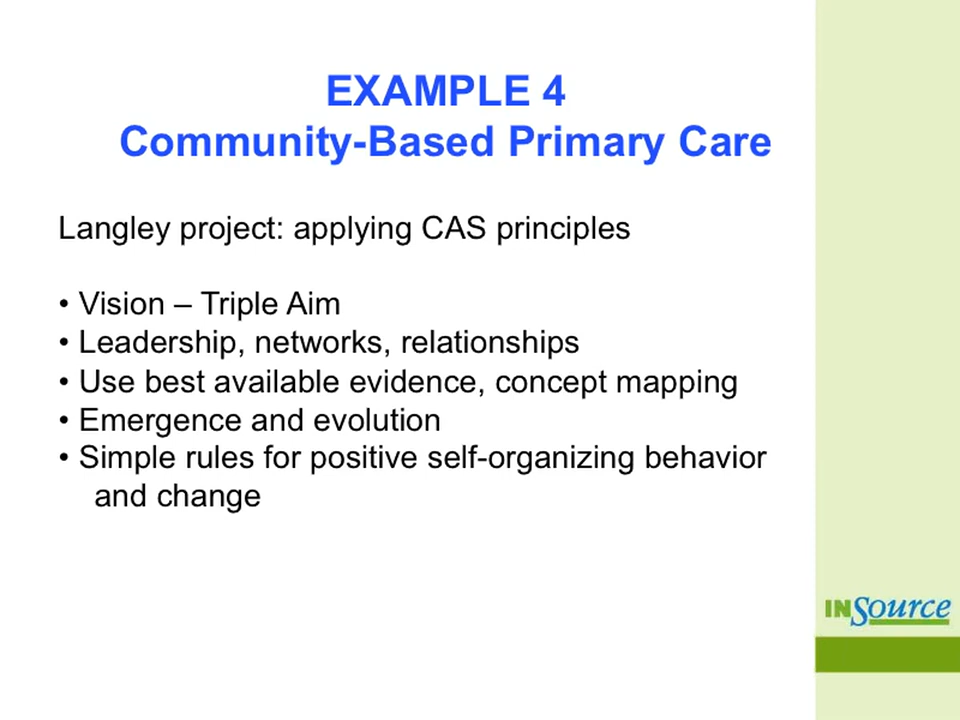 EXAMPLE 4
Community-Based Primary Care
Langley project: applying CAS principles
• Vision – Triple Aim
• Leadership, networks, relationships
• Use best available evidence, concept mapping
• Emergence and evolution
• Simple rules for positive self-organizing behavior
and change
INSource